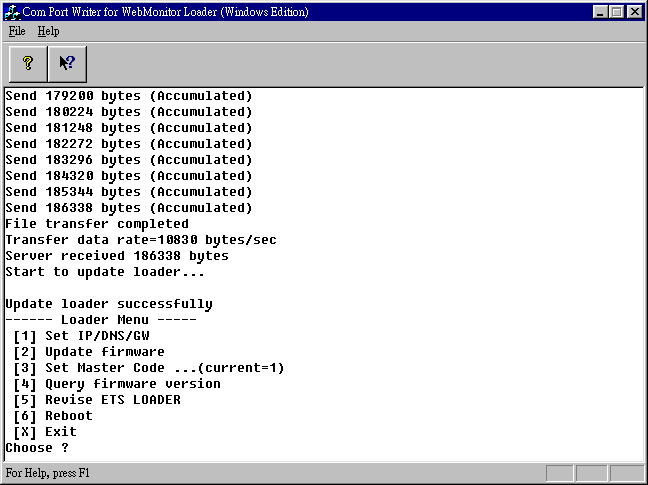 Com Port Writer for WebMonitor Loader (Windows Edition)
File Help
Send 179200 bytes (Accumulated)
Send 180224 bytes (Accumulated)
Send 181248 bytes (Accumulated)
Send 182272 bytes (Accumulated)
Send 183296 bytes (Accumulated)
Send 184320 bytes (Accumulated)
Send 185344 bytes (Accumulated)
Send 186338 bytes (Accumulated)
File transfer completed
Transfer data rate=10830 bytes/sec
Server received 186338 bytes
Start to update loader...
Update loader successfully
------ Loader Menu -----
[1] Set IP/DNS/GW
[2] Update firmware
[3] Set Master Code ...(current=1)
[4] Query firmware version
[5] Revise ETS LOADER
[6] Reboot
[X] Exit
Choose ?
For Help, press F1